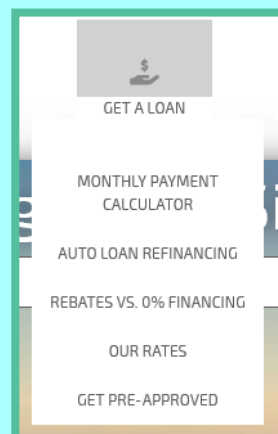 GET A LOAN
MONTHLY PAYMENT
CALCULATOR
AUTO LOAN REFINANCING
REBATES VS. 0% FINANCING
OUR RATES
GET PRE-APPROVED